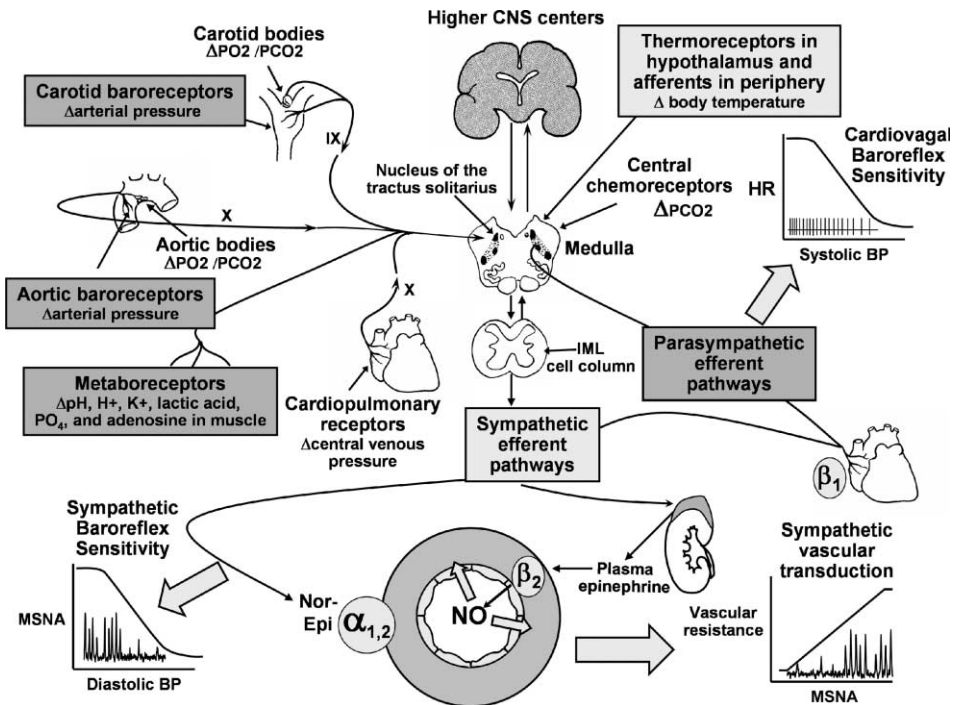 Higher CNS centers
Carotid bodies
ΔPO2 /PCO2
Carotid baroreceptors
Δarterial pressure
IX
Thermoreceptors in
hypothalamus and
afferents in periphery
Δ body temperature
Nucleus of the
tractus solitarius
Central
chemoreceptors
ΔPCO2
Cardiovagal
Baroreflex
Sensitivity
HR
Systolic BP
X
Aortic bodies
ΔPO2 /PCO2
Medulla
Aortic baroreceptors
Δarterial pressure
X
IML
cell column
Parasympathetic
efferent
pathways
Metaboreceptors
ΔpH, H+, K+, lactic acid,
PO4, and adenosine in muscle
Cardiopulmonary
receptors
Δcentral venous
pressure
Sympathetic
efferent
pathways
β1
Sympathetic
Baroreflex
Sensitivity
MSNA
Diastolic BP
Nor-
Epi
α1,2
NO
β2
Plasma
epinephrine
Sympathetic
vascular
transduction
Vascular
resistance
MSNA